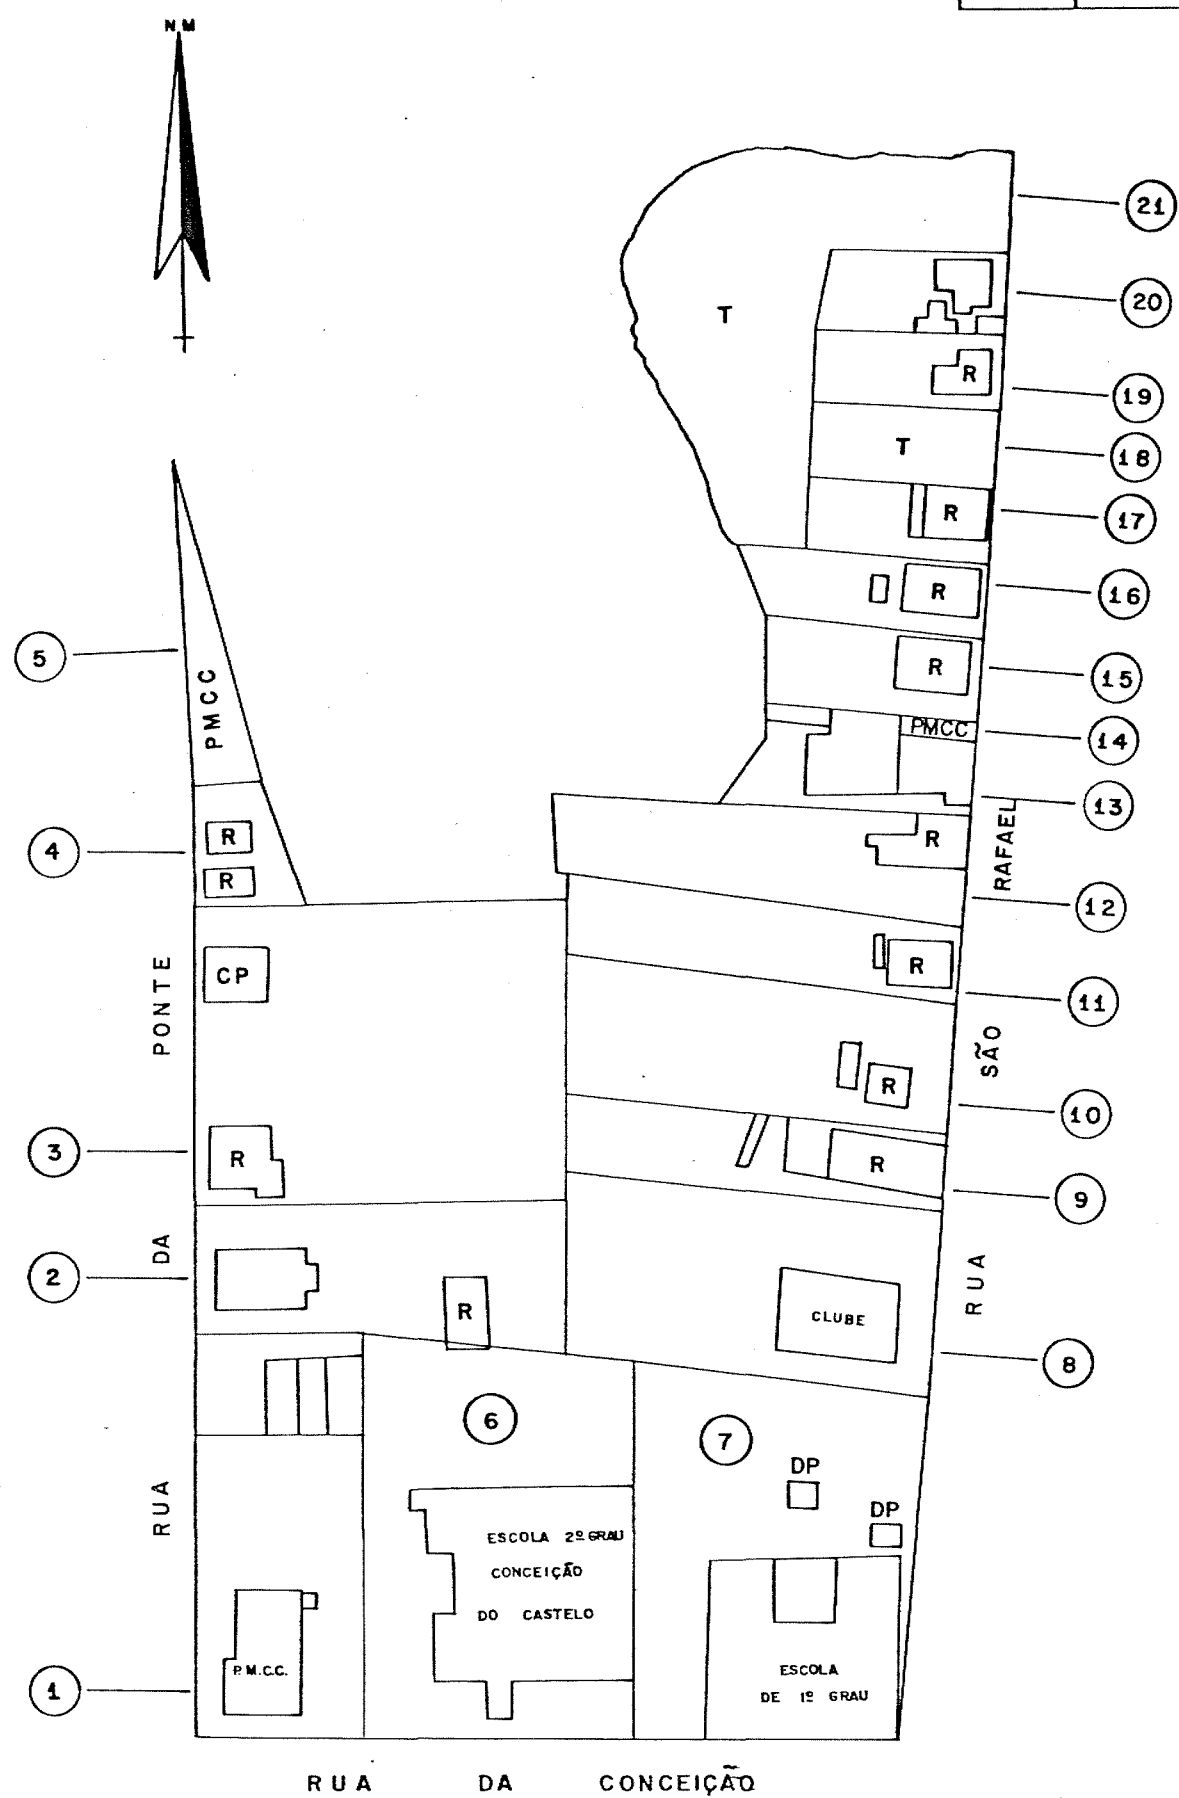 NM
21
T
20
R
19
T
18
R
17
R
16
R
15
5
PMCC
PMCC
14
13
RAFAEL
R
4
R
R
12
CP
R
11
PONTE
SÃO
R
10
3
R
R
9
DA
2
R
RUA
CLUBE
8
6
7
DP
DP
RUA
ESCOLA 2º GRAU
CONCEIÇÃO
DO CASTELO
1
P.M.C.C.
ESCOLA
DE 1º GRAU
RUA DA CONCEIÇÃO